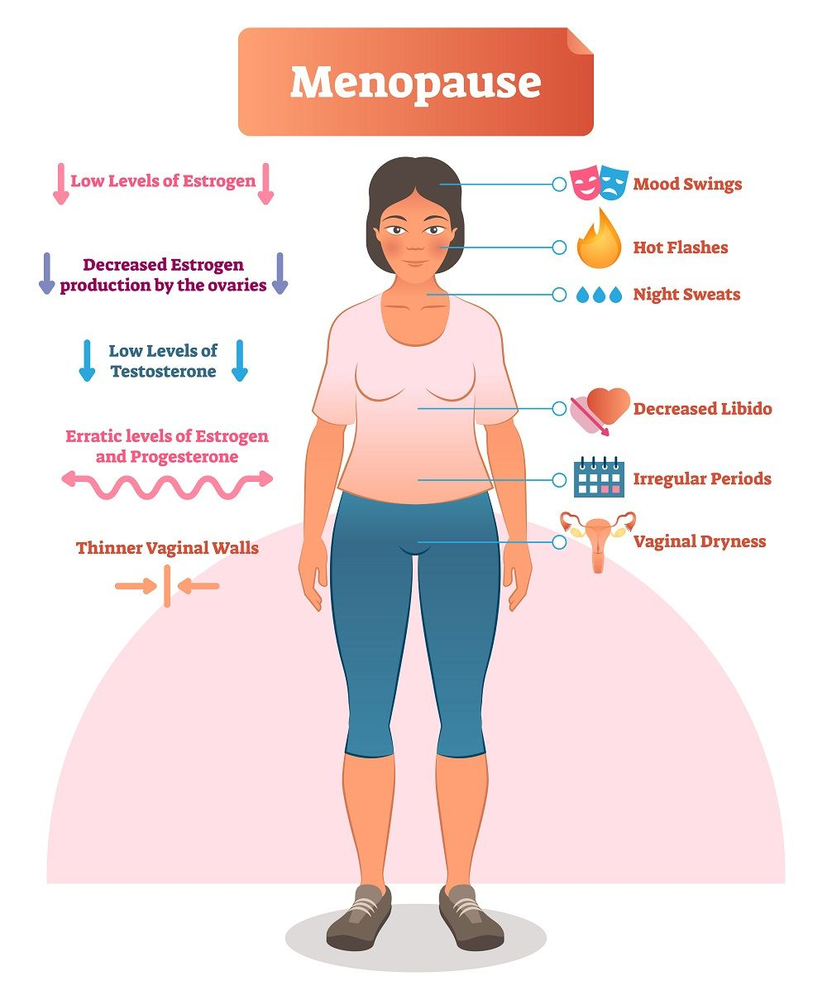 Menopause
Low Levels of Estrogen
Decreased Estrogen
production by the ovaries
Low Levels of
Testosterone
Erratic levels of Estrogen
and Progesterone
Thinner Vaginal Walls
Mood Swings
Hot Flashes
Night Sweats
Decreased Libido
Irregular Periods
Vaginal Dryness